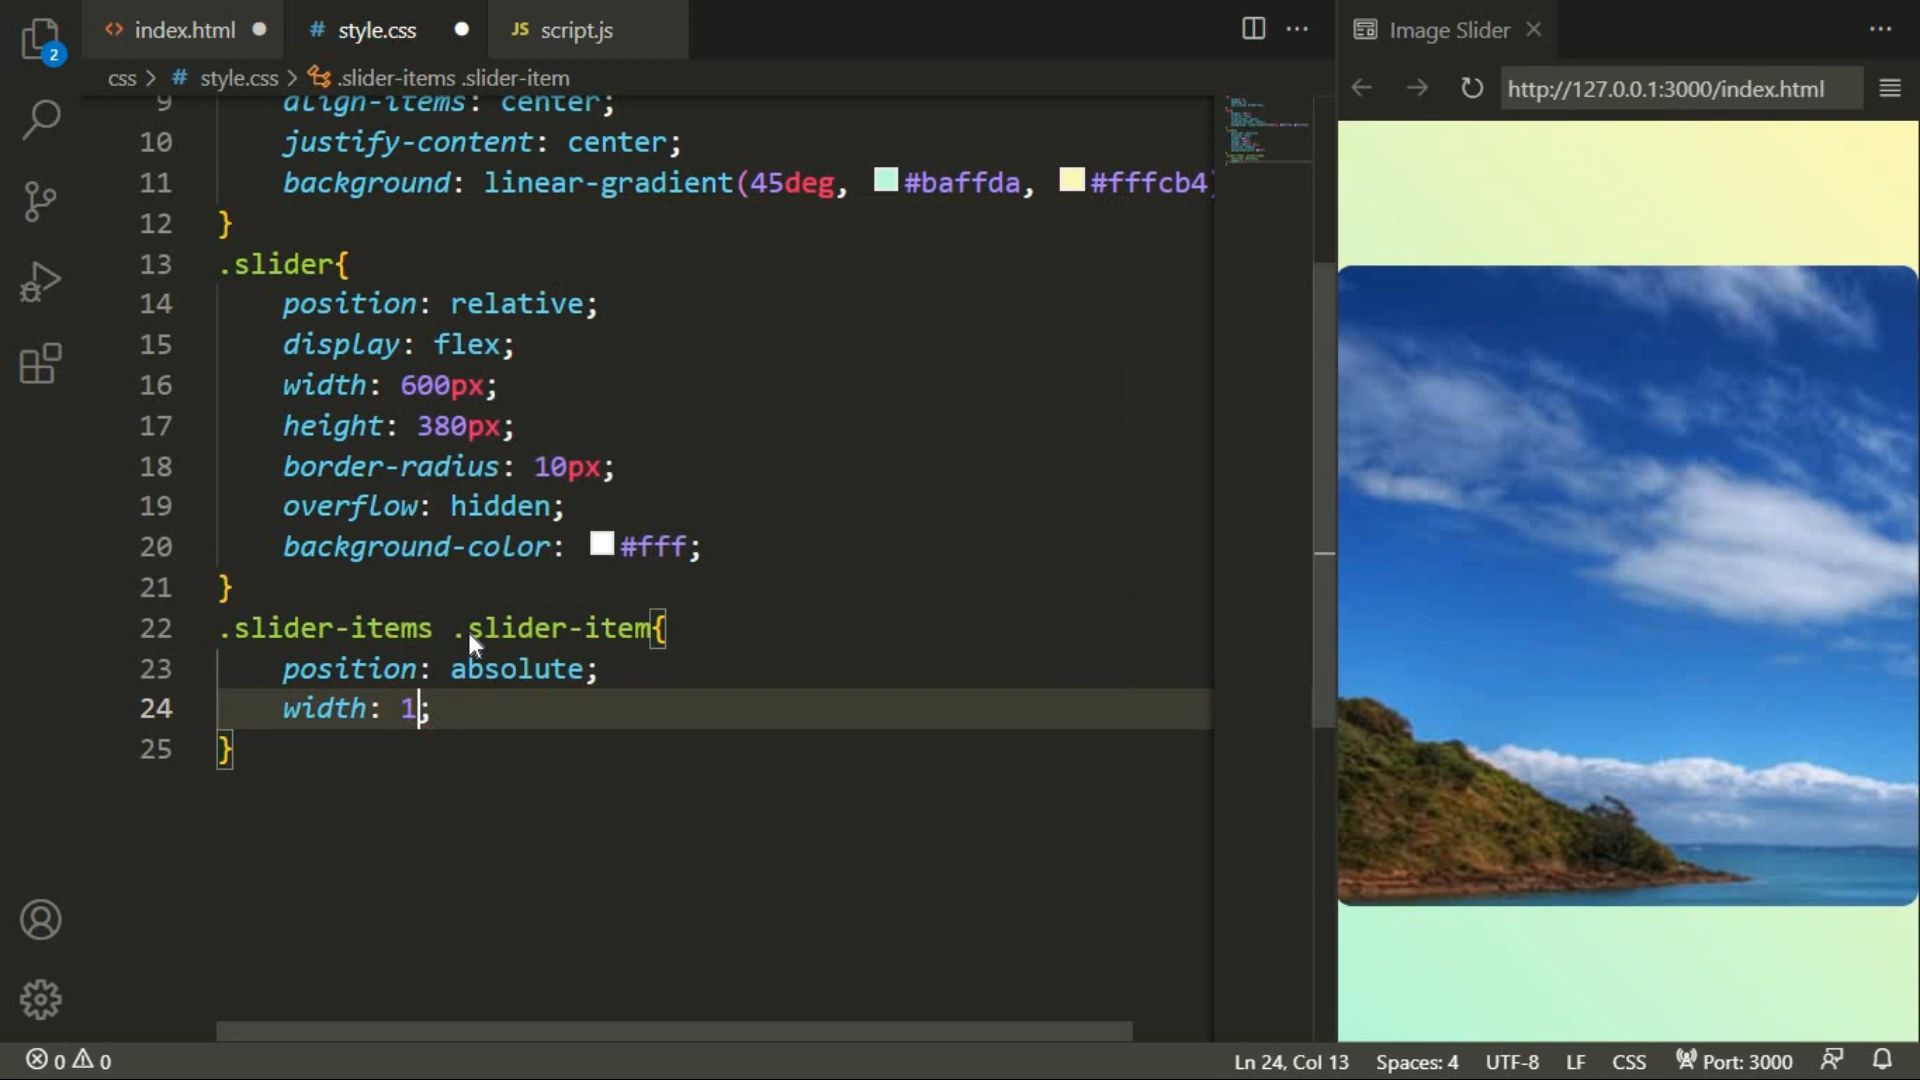 index.html
style.css
script.js
Image Slider
2
css > style.css > .slider-items .slider-item
http://127.0.0.1:3000/index.html
9 align-items: center;
10 justify-content: center;
11 background: linear-gradient(45deg, #baffda, #fffcb4)
12 }
13 .slider{
14 position: relative;
15 display: flex;
16 width: 600px;
17 height: 380px;
18 border-radius: 10px;
19 overflow: hidden;
20 background-color: #fff;
21 }
22 .slider-items .slider-item{
23 position: absolute;
24 width: 1;
25 }
0 0
Ln 24, Col 13 Spaces: 4 UTF-8 LF CSS Port: 3000